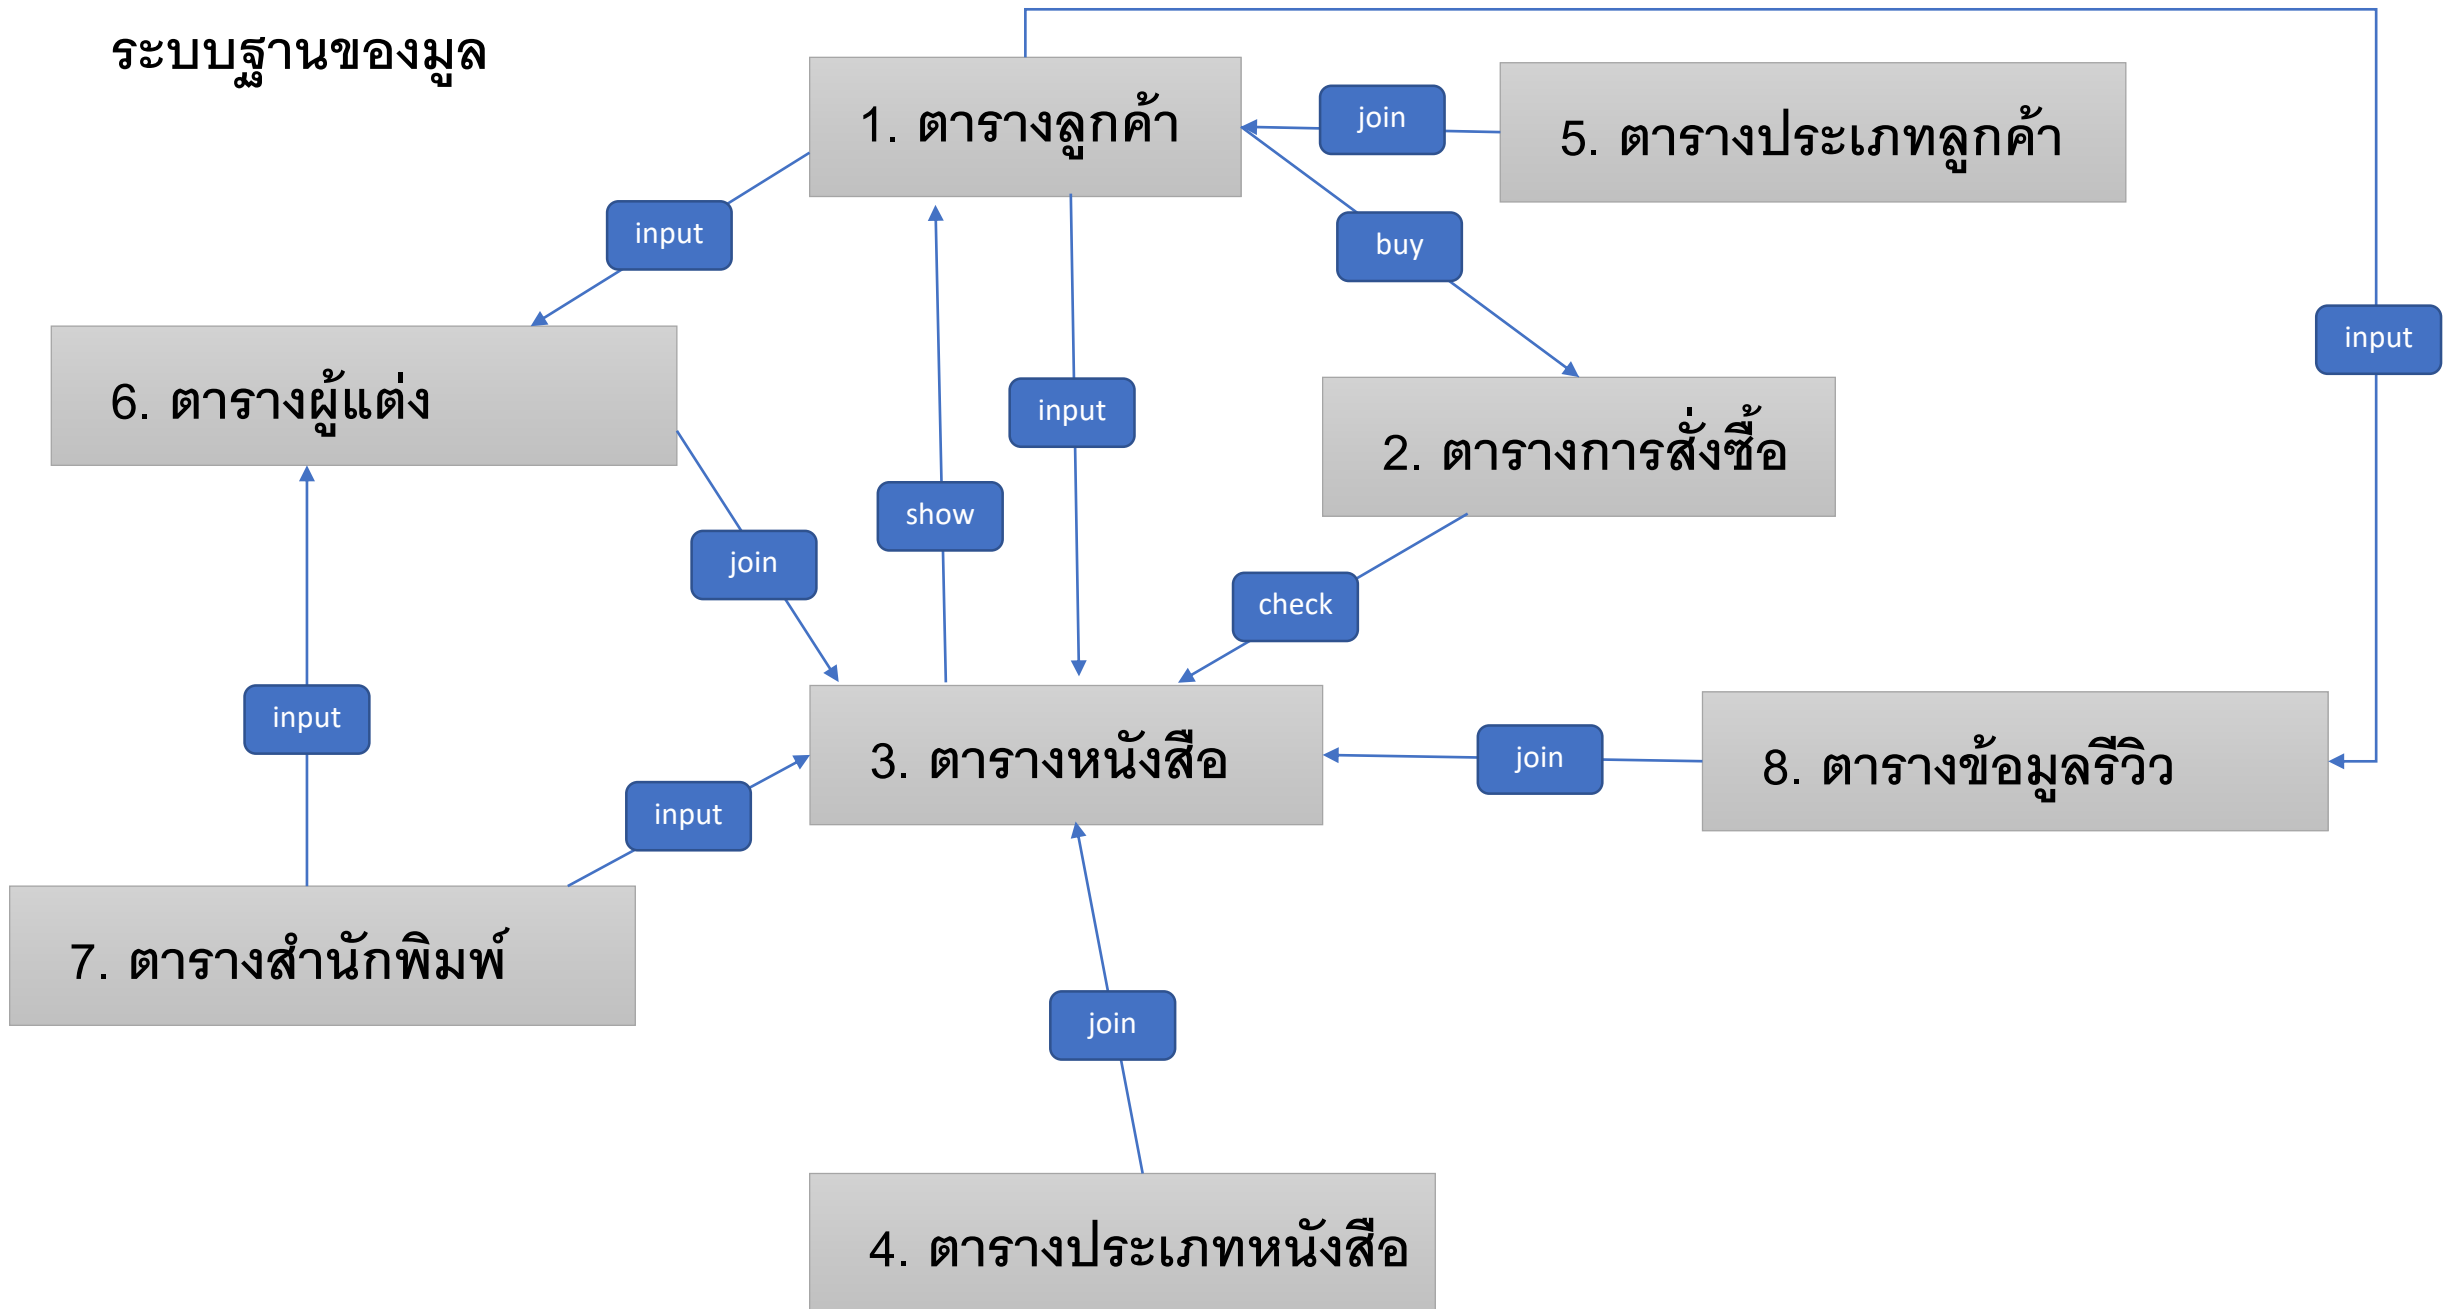 ระบบฐานของมูล
1. ตารางลูกค้า
join
5. ตารางประเภทลูกค้า
input
buy
input
6. ตารางผู้แต่ง
input
2. ตารางการสั่งซื้อ
show
join
check
input
3. ตารางหนังสือ
join
8. ตารางข้อมูลรีวิว
input
7. ตารางสำนักพิมพ์
join
4. ตารางประเภทหนังสือ